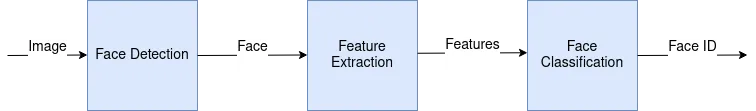 Image
Face Detection
Face
Feature
Extraction
Features
Face
Classification
Face ID